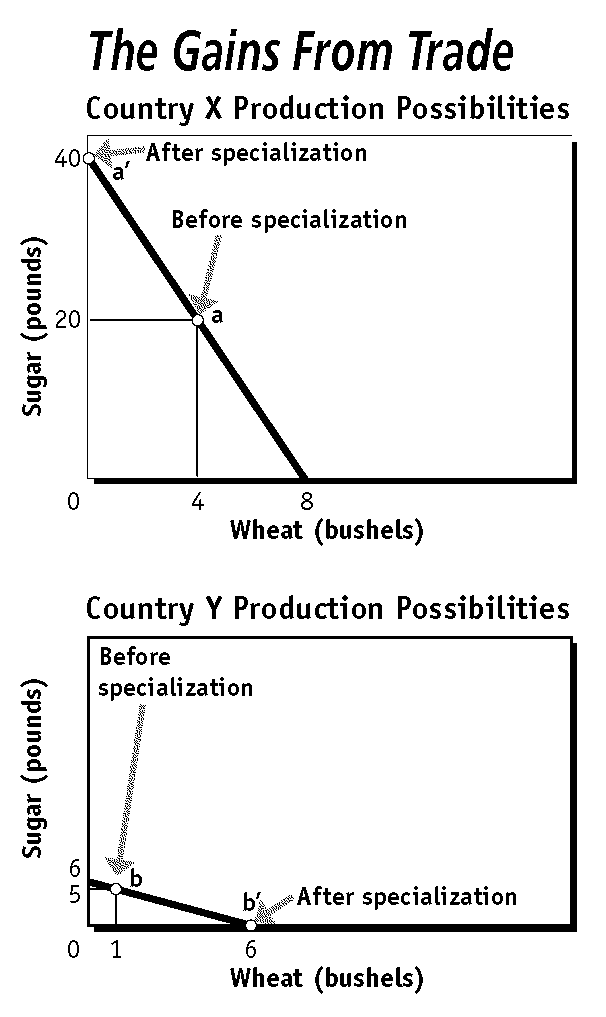 The Gains From Trade
Country X Production Possibilities
40
a′
After specialization
Before specialization
20
a
Sugar (pounds)
0
4
8
Wheat (bushels)
Country Y Production Possibilities
Before
specialization
Sugar (pounds)
6
5
b
b′
After specialization
0
1
6
Wheat (bushels)